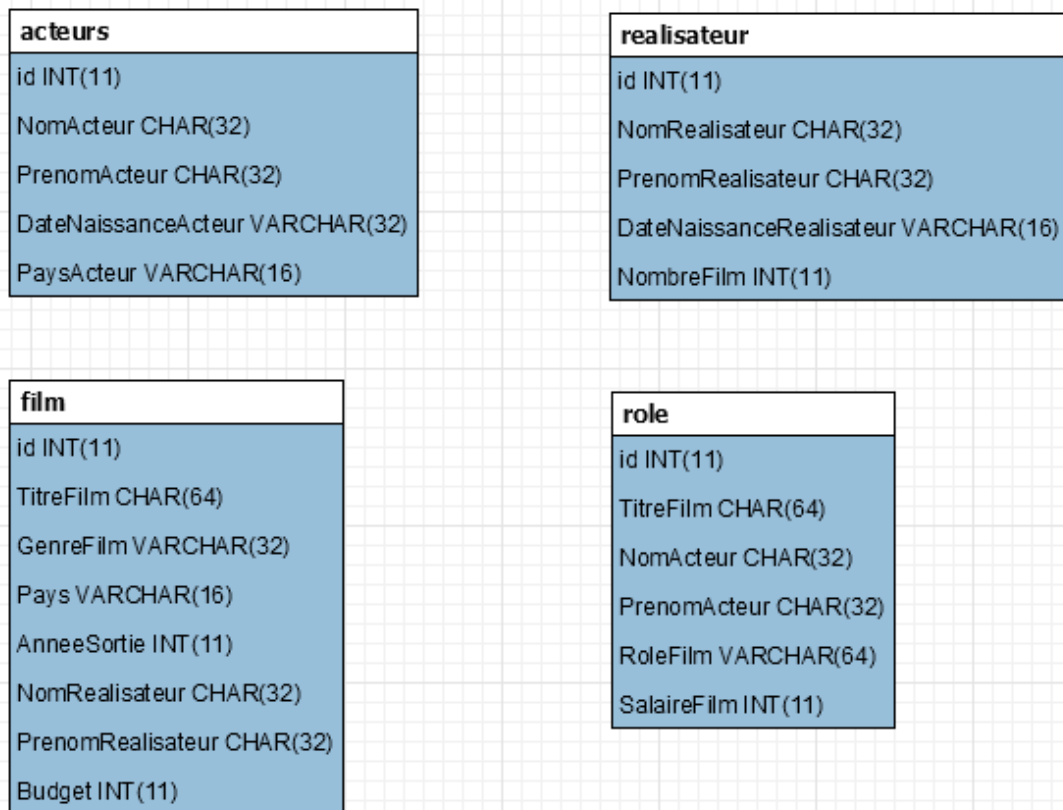 acteurs
id INT(11)
NomActeur CHAR(32)
PrenomActeur CHAR(32)
DateNaissanceActeur VARCHAR(32)
PaysActeur VARCHAR(16)
realisateur
id INT(11)
NomRealisateur CHAR(32)
PrenomRealisateur CHAR(32)
DateNaissanceRealisateur VARCHAR(16)
NombreFilm INT(11)
film
id INT(11)
TitreFilm CHAR(64)
GenreFilm VARCHAR(32)
Pays VARCHAR(16)
AnneeSortie INT(11)
NomRealisateur CHAR(32)
PrenomRealisateur CHAR(32)
Budget INT(11)
role
id INT(11)
TitreFilm CHAR(64)
NomActeur CHAR(32)
PrenomActeur CHAR(32)
RoleFilm VARCHAR(64)
SalaireFilm INT(11)